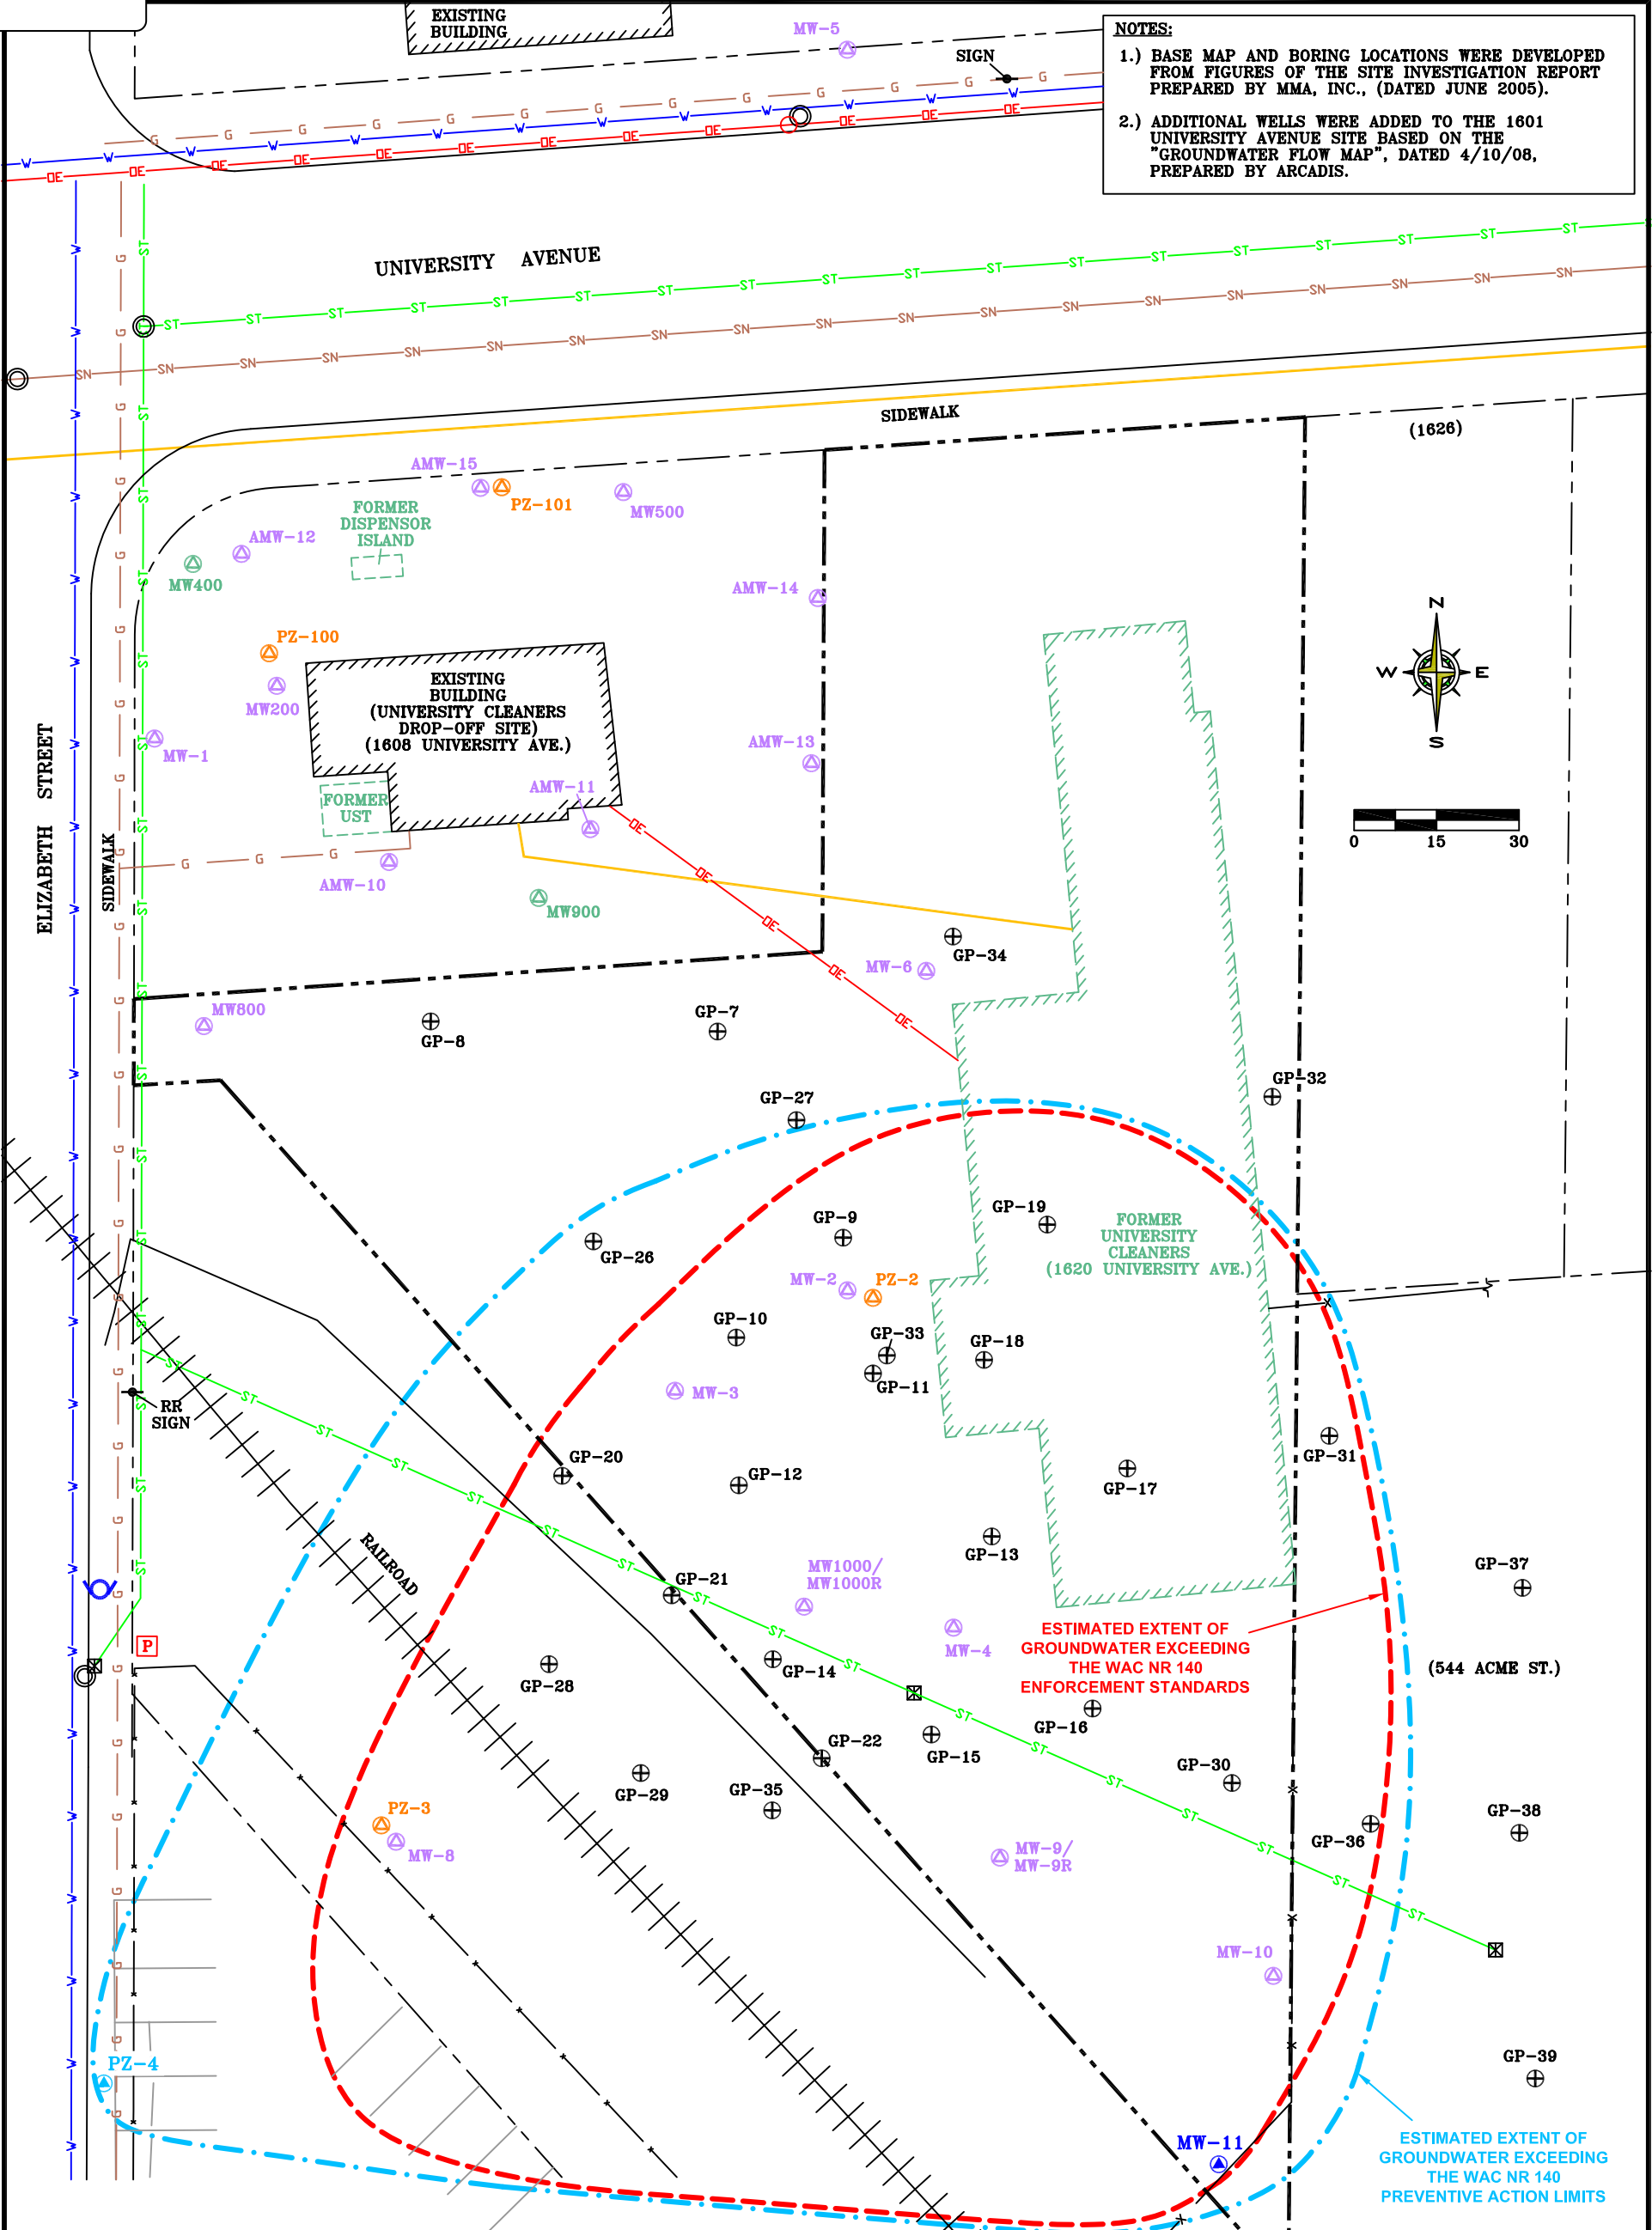 EXISTING
BUILDING
MW-5
SIGN
NOTES:
1.) BASE MAP AND BORING LOCATIONS WERE DEVELOPED
FROM FIGURES OF THE SITE INVESTIGATION REPORT
PREPARED BY MMA, INC., (DATED JUNE 2005).
2.) ADDITIONAL WELLS WERE ADDED TO THE 1601
UNIVERSITY AVENUE SITE BASED ON THE
"GROUNDWATER FLOW MAP", DATED 4/10/08,
PREPARED BY ARCADIS.
UNIVERSITY AVENUE
SIDEWALK
(1626)
AMW-15
PZ-101
MW500
FORMER
DISPENSOR
ISLAND
AMW-12
MW400
AMW-14
PZ-100
MW200
MW-1
EXISTING
BUILDING
(UNIVERSITY CLEANERS
DROP-OFF SITE)
(1608 UNIVERSITY AVE.)
N
W
E
S
AMW-13
AMW-11
FORMER
UST
ELIZABETH STREET
SIDEWALK
0 15 30
AMW-10
MW900
MW-6
GP-34
MW800
GP-8
GP-7
GP-27
GP-32
GP-9
GP-19
GP-26
FORMER
UNIVERSITY
CLEANERS
(1620 UNIVERSITY AVE.)
MW-2
PZ-2
GP-10
GP-33
GP-18
GP-11
MW-3
RR
SIGN
GP-31
GP-20
GP-12
GP-17
RAILROAD
GP-13
MW1000/
MW1000R
GP-37
GP-21
MW-4
ESTIMATED EXTENT OF
GROUNDWATER EXCEEDING
THE WAC NR 140
ENFORCEMENT STANDARDS
P
(544 ACME ST.)
GP-28
GP-14
GP-16
GP-22
GP-15
GP-30
GP-29
GP-35
PZ-3
MW-8
GP-38
GP-36
MW-9/
MW-9R
MW-10
PZ-4
GP-39
MW-11
ESTIMATED EXTENT OF
GROUNDWATER EXCEEDING
THE WAC NR 140
PREVENTIVE ACTION LIMITS